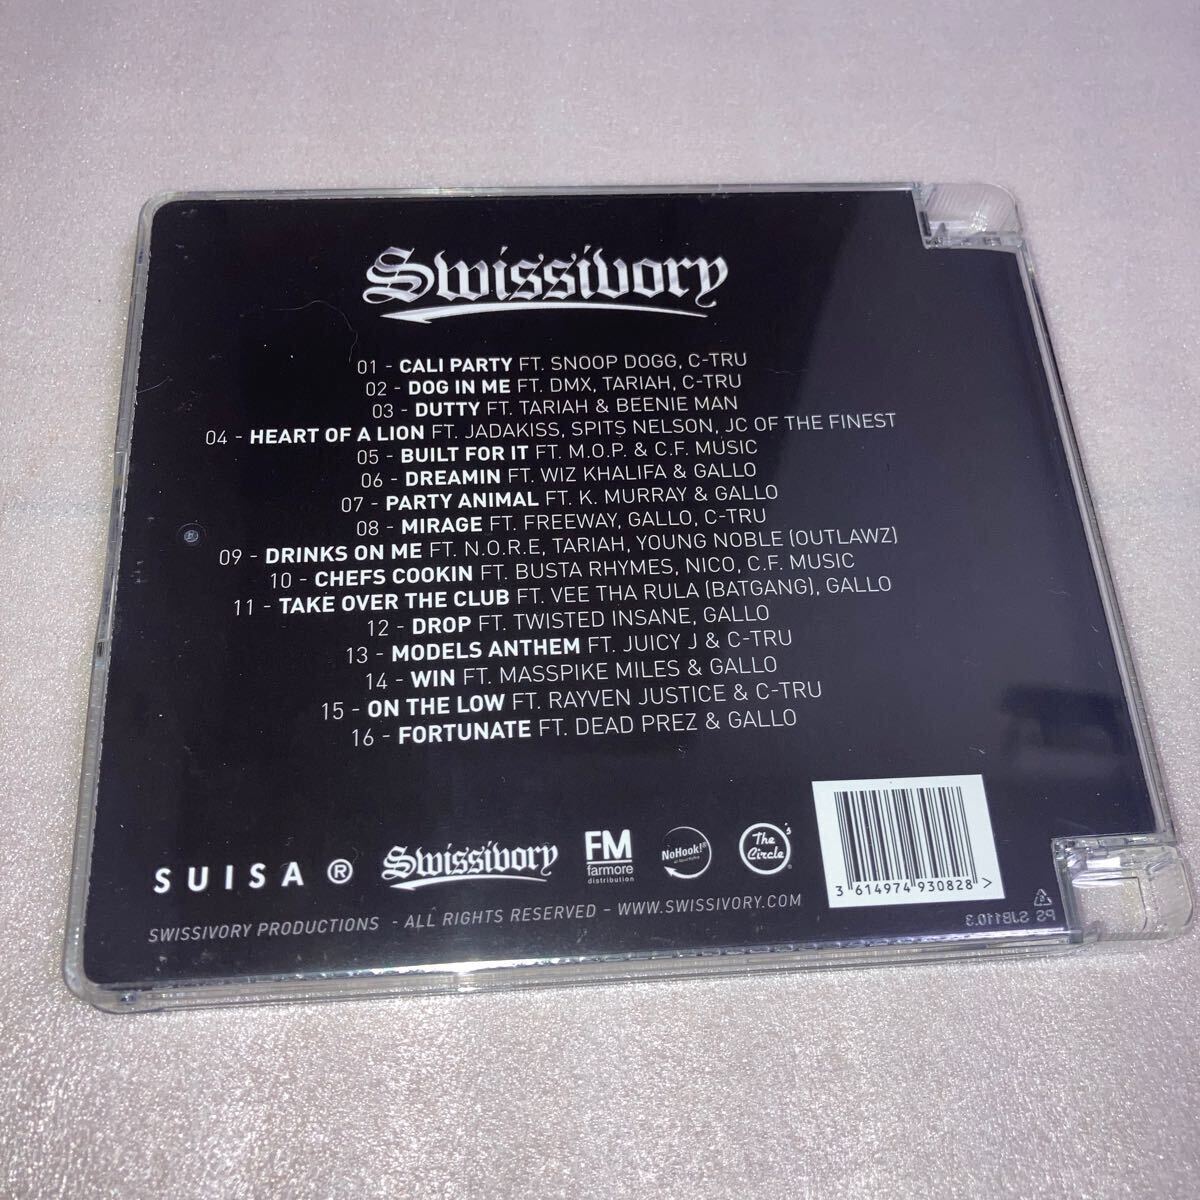 Swissivory
01 - CALI PARTY FT. SNOOP DOGG, C-TRU
02 - DOG IN ME FT. DMX, TARIAH, C-TRU
03 - DUTTY FT. TARIAH & BEENIE MAN
04 - HEART OF A LION FT. JADAKISS, SPITS NELSON, JC OF THE FINEST
05 - BUILT FOR IT FT. M.O.P. & C.F. MUSIC
06 - DREAMIN FT. WIZ KHALIFA & GALLO
07 - PARTY ANIMAL FT. K. MURRAY & GALLO
08 - MIRAGE FT. FREEWAY, GALLO, C-TRU
09 - DRINKS ON ME FT. N.O.R.E, TARIAH, YOUNG NOBLE (OUTLAWZ)
10 - CHEFS COOKIN FT. BUSTA RHYMES, NICO, C.F. MUSIC
11 - TAKE OVER THE CLUB FT. VEE THA RULA (BATGANG), GALLO
12 - DROP FT. TWISTED INSANE, GALLO
13 - MODELS ANTHEM FT. JUICY J & C-TRU
14 - WIN FT. MASSPIKE MILES & GALLO
15 - ON THE LOW FT. RAYVEN JUSTICE & C-TRU
16 - FORTUNATE FT. DEAD PREZ & GALLO
SUISA ®
Swissivory
FM
farmore
distribution
NoHook!®
The
Circle's
3 614974 930828 >
PS SJB110.3
SWISSIVORY PRODUCTIONS - ALL RIGHTS RESERVED - WWW.SWISSIVORY.COM